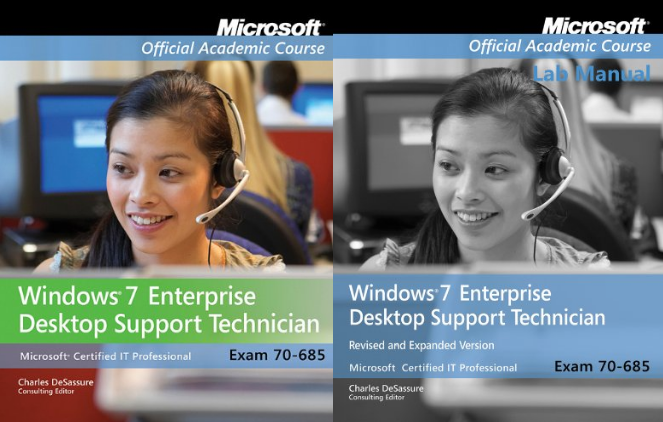 Microsoft®
Official Academic Course
Windows® 7 Enterprise
Desktop Support Technician
Microsoft® Certified IT Professional
Exam 70-685
Charles DeSassure
Consulting Editor
Microsoft®
Official Academic Course
Lab Manual
Windows® 7 Enterprise
Desktop Support Technician
Revised and Expanded Version
Microsoft Certified IT Professional
Exam 70-685
Charles DeSassure
Consulting Editor